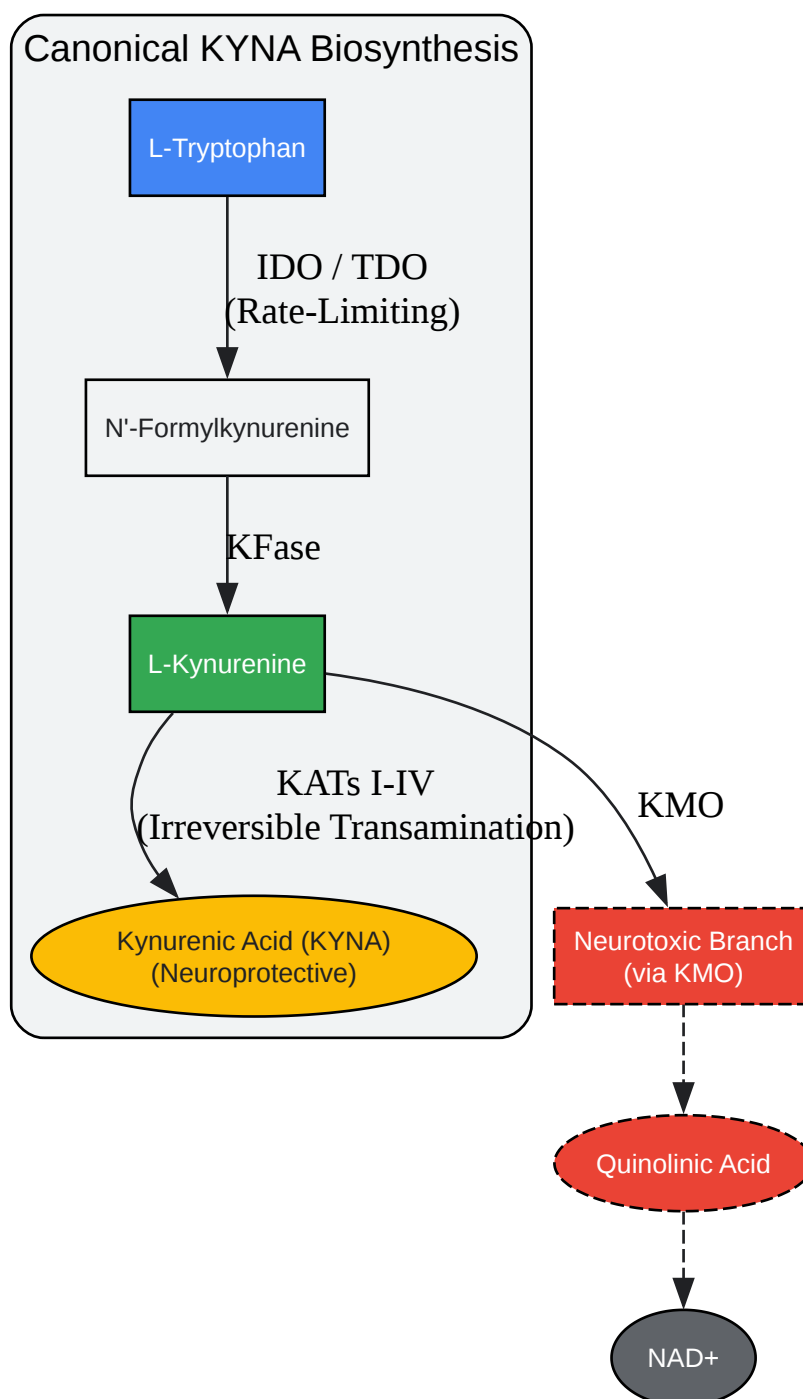 Canonical KYNA Biosynthesis
L-Tryptophan
IDO / TDO
(Rate-Limiting)
N'-Formylkynurenine
KFase
L-Kynurenine
KATs I-IV
(Irreversible Transamination)
KMO
Kynurenic Acid (KYNA)
(Neuroprotective)
Neurotoxic Branch
(via KMO)
Quinolinic Acid
NAD+